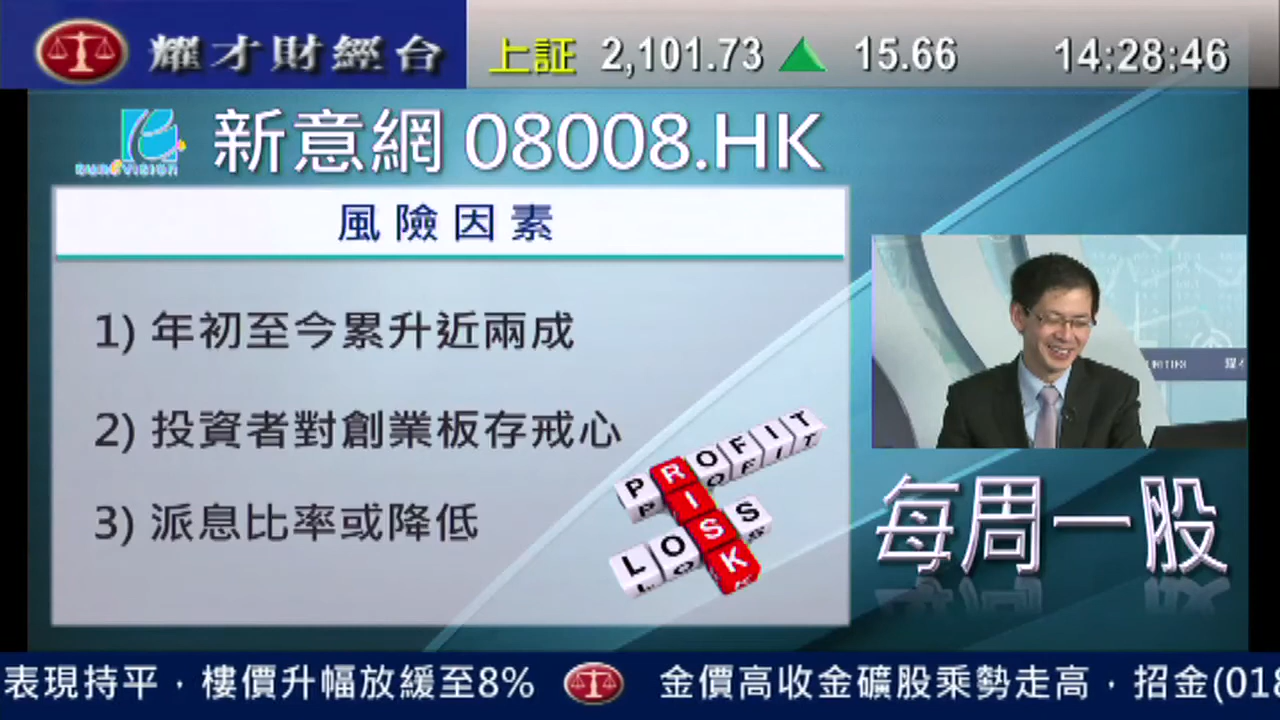 耀才財經台
上証 2,101.73 ▲ 15.66 14:28:46
新意網 08008.HK
風險因素
1) 年初至今累升近兩成
2) 投資者對創業板存戒心
3) 派息比率或降低
PROFIT
RISK
LOSS
每周一股
表現持平，樓價升幅放緩至8% 金價高收金礦股乘勢走高，招金(018